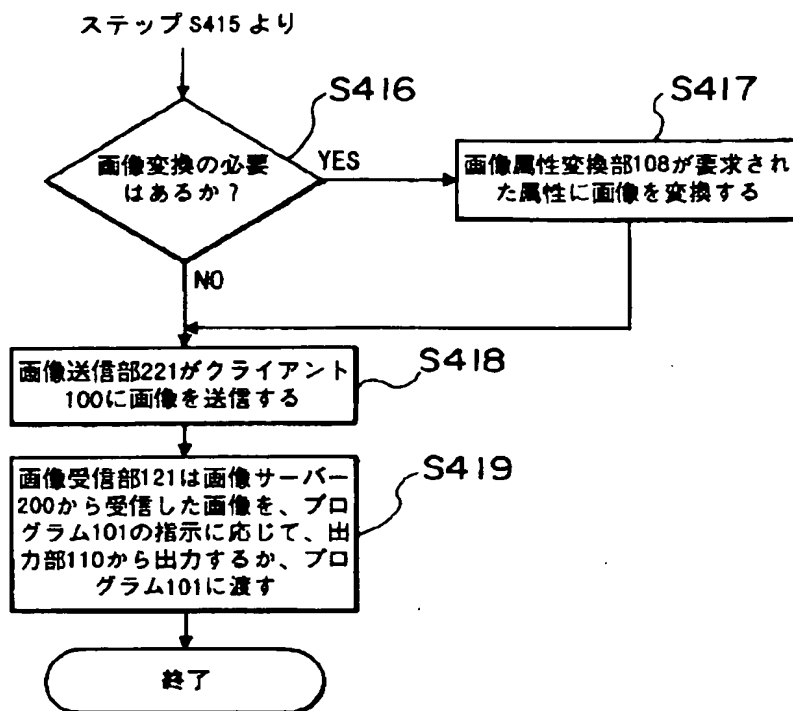 ステップS415より
S416
S417
画像変換の必要
はあるか?
YES
画像属性変換部108が要求され
た属性に画像を変換する
NO
画像送信部221がクライアント
100に画像を送信する
S418
画像受信部121は画像サーバー
200から受信した画像を、プロ
グラム101の指示に応じて、出
力部110から出力するか、プロ
グラム101に渡す
S419
終了